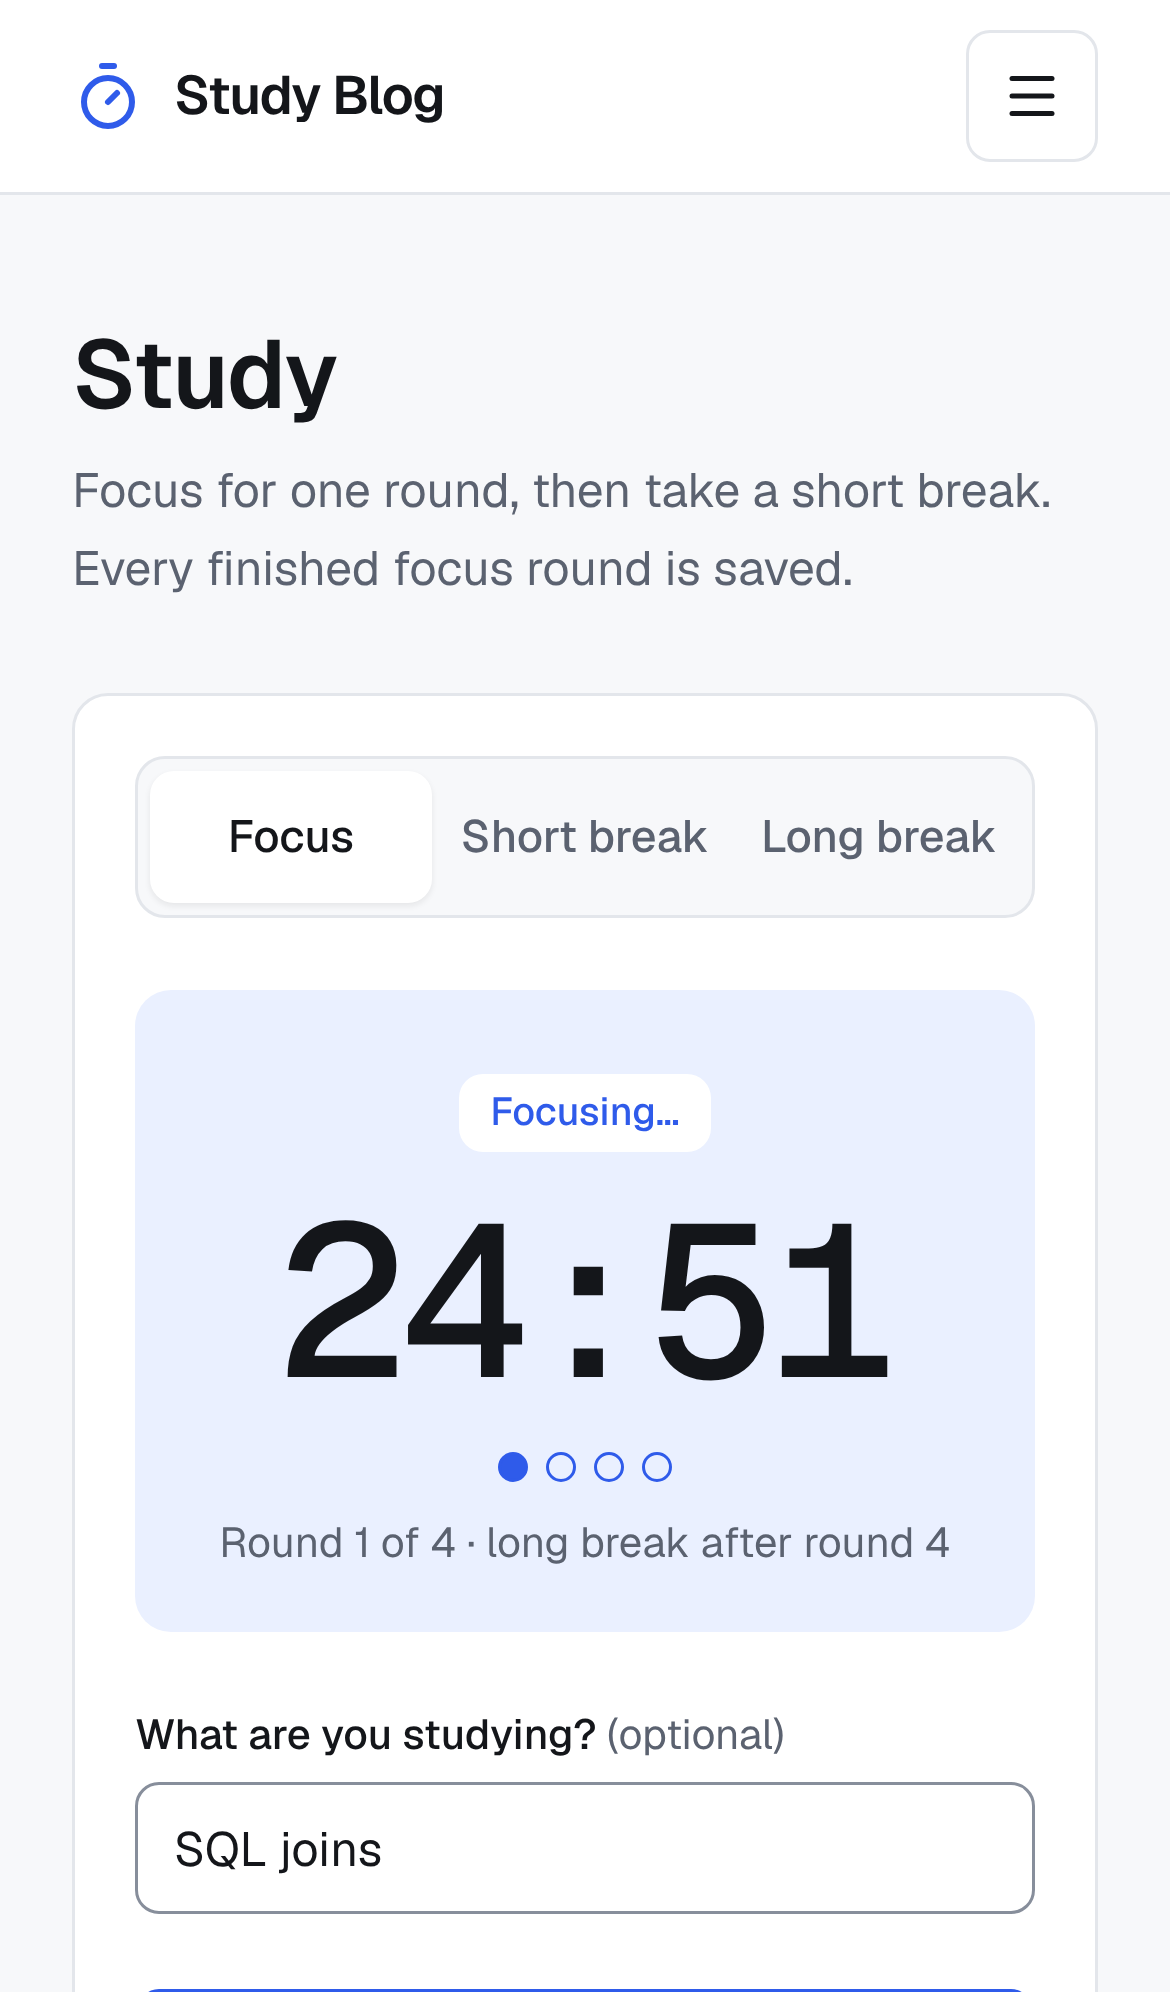 Study Blog
Study
Focus for one round, then take a short break.
Every finished focus round is saved.
Focus Short break Long break
Focusing...
24:51
Round 1 of 4 · long break after round 4
What are you studying? (optional)
SQL joins